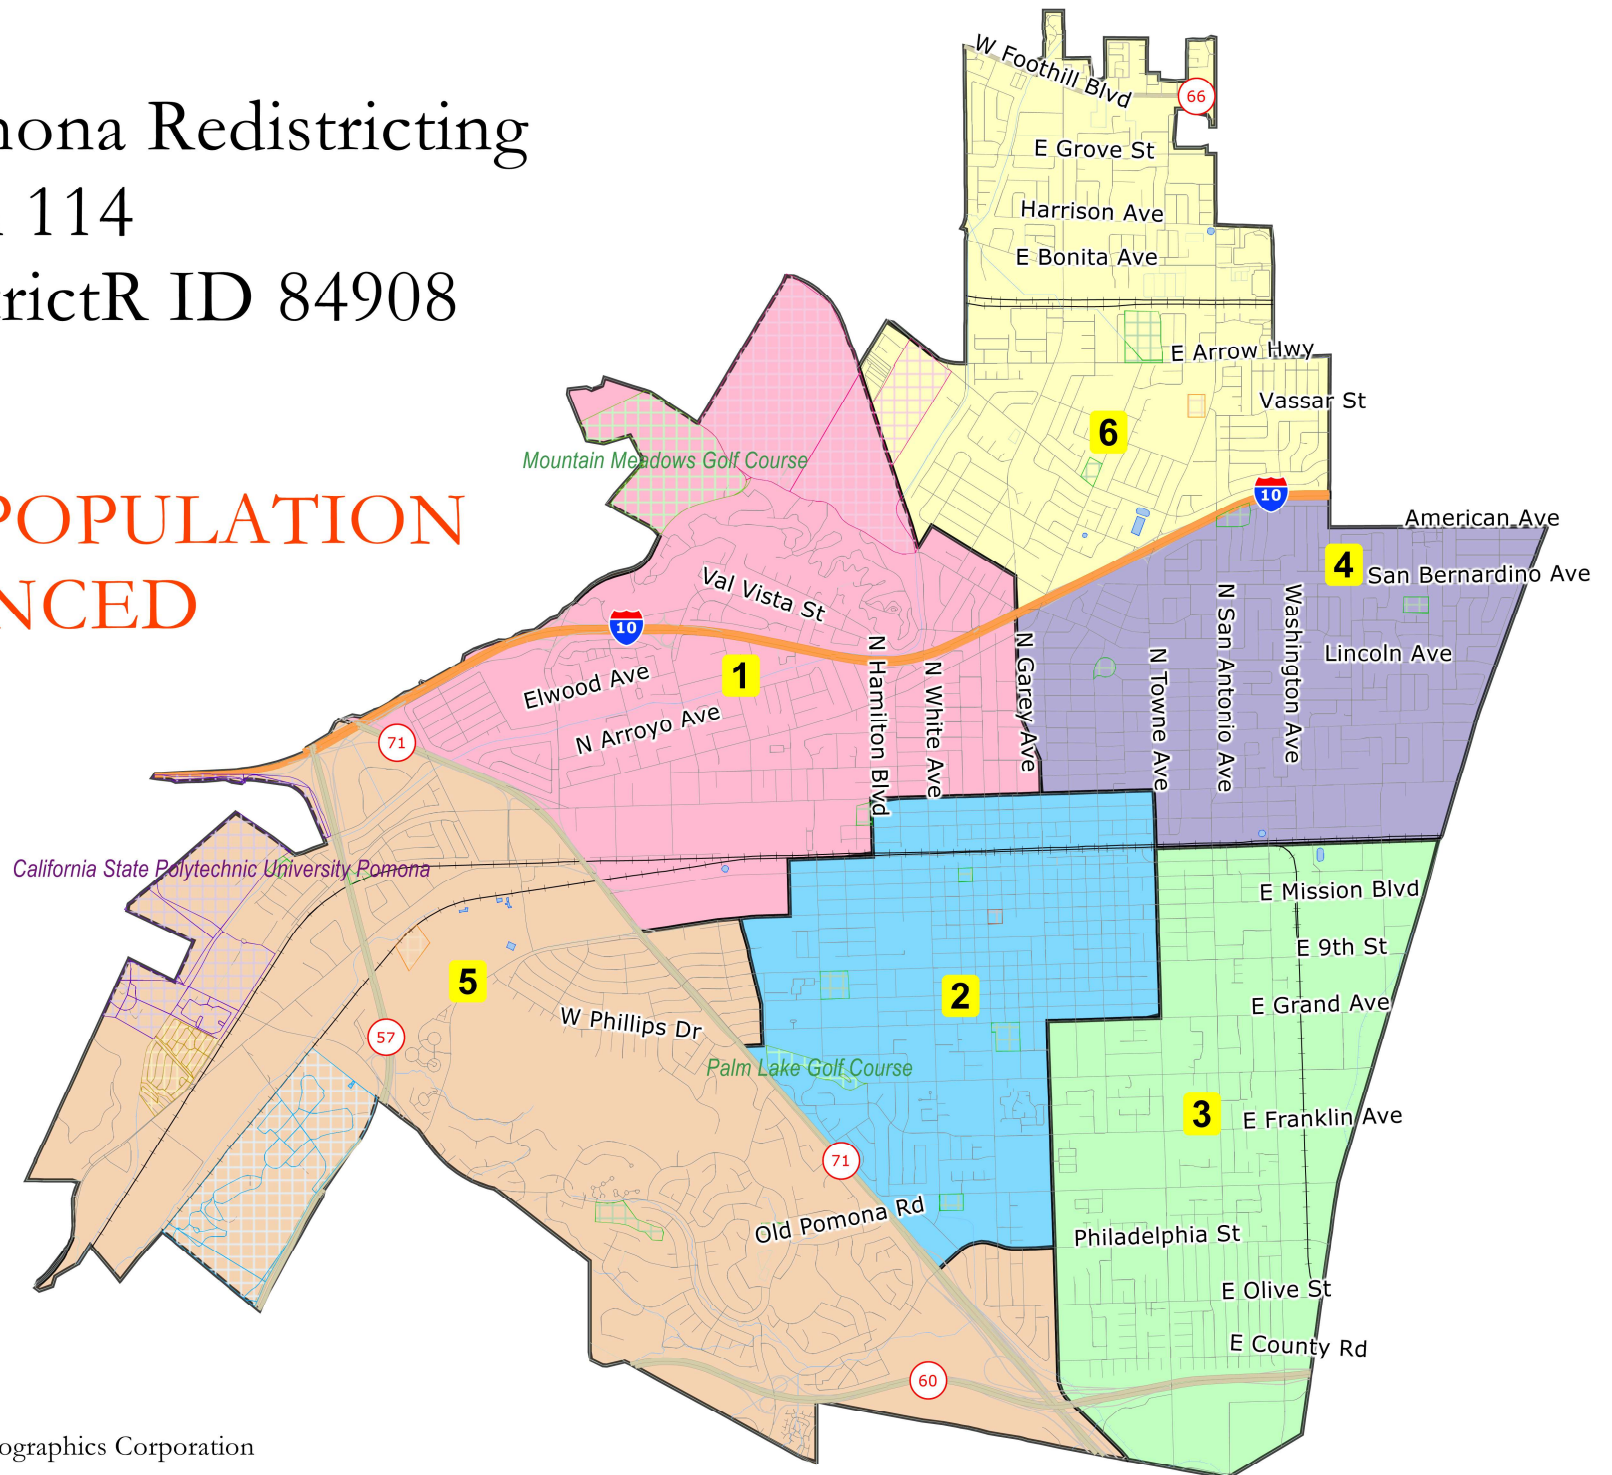 mona Redistricting
114
trictR ID 84908
POPULATION
NCED
W Foothill Blvd
66
E Grove St
Harrison Ave
E Bonita Ave
E Arrow Hwy
Vassar St
6
Mountain Meadows Golf Course
10
American Ave
4
San Bernardino Ave
Val Vista St
10
N San Antonio Ave
Washington Ave
Lincoln Ave
N Hamilton Blvd
N White Ave
N Garey Ave
N Towne Ave
1
Elwood Ave
N Arroyo Ave
71
California State Polytechnic University Pomona
E Mission Blvd
E 9th St
5
2
E Grand Ave
W Phillips Dr
57
Palm Lake Golf Course
3
E Franklin Ave
71
Old Pomona Rd
Philadelphia St
E Olive St
E County Rd
60
ographics Corporation